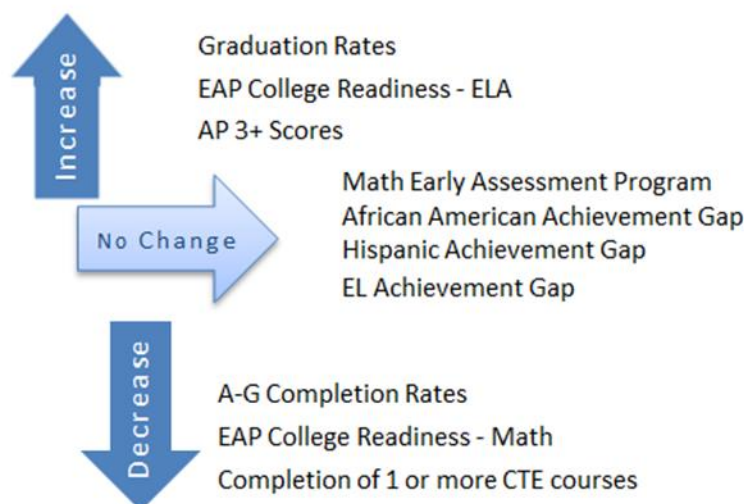 Increase
Graduation Rates
EAP College Readiness - ELA
AP 3+ Scores
No Change
Math Early Assessment Program
African American Achievement Gap
Hispanic Achievement Gap
EL Achievement Gap
Decrease
A-G Completion Rates
EAP College Readiness - Math
Completion of 1 or more CTE courses